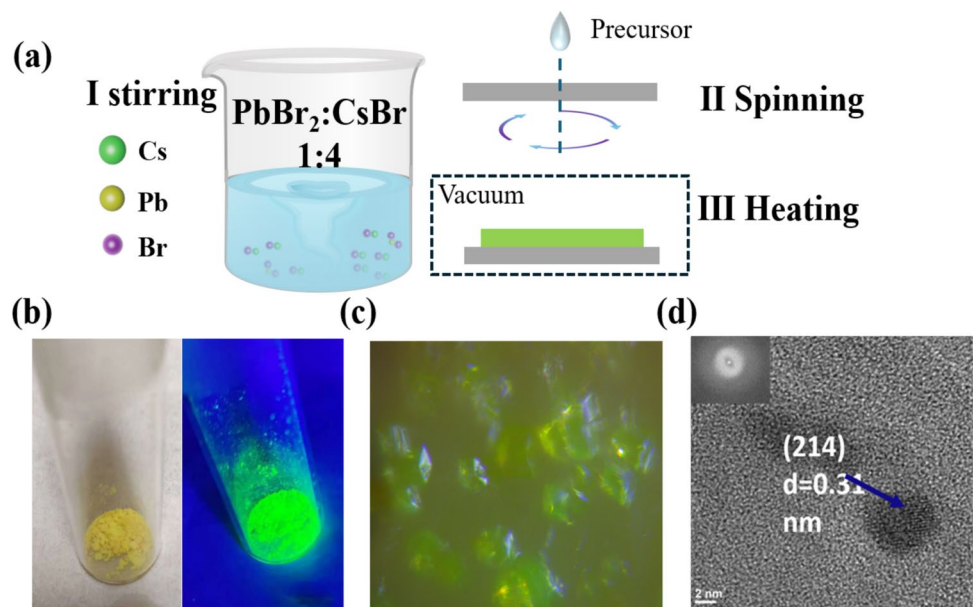 (a)
I stirring
Cs
Pb
Br
PbBr₂:CsBr
1:4
Precursor
II Spinning
Vacuum
III Heating
(b)
(c)
(d)
(214)
d=0.31
nm
2 nm